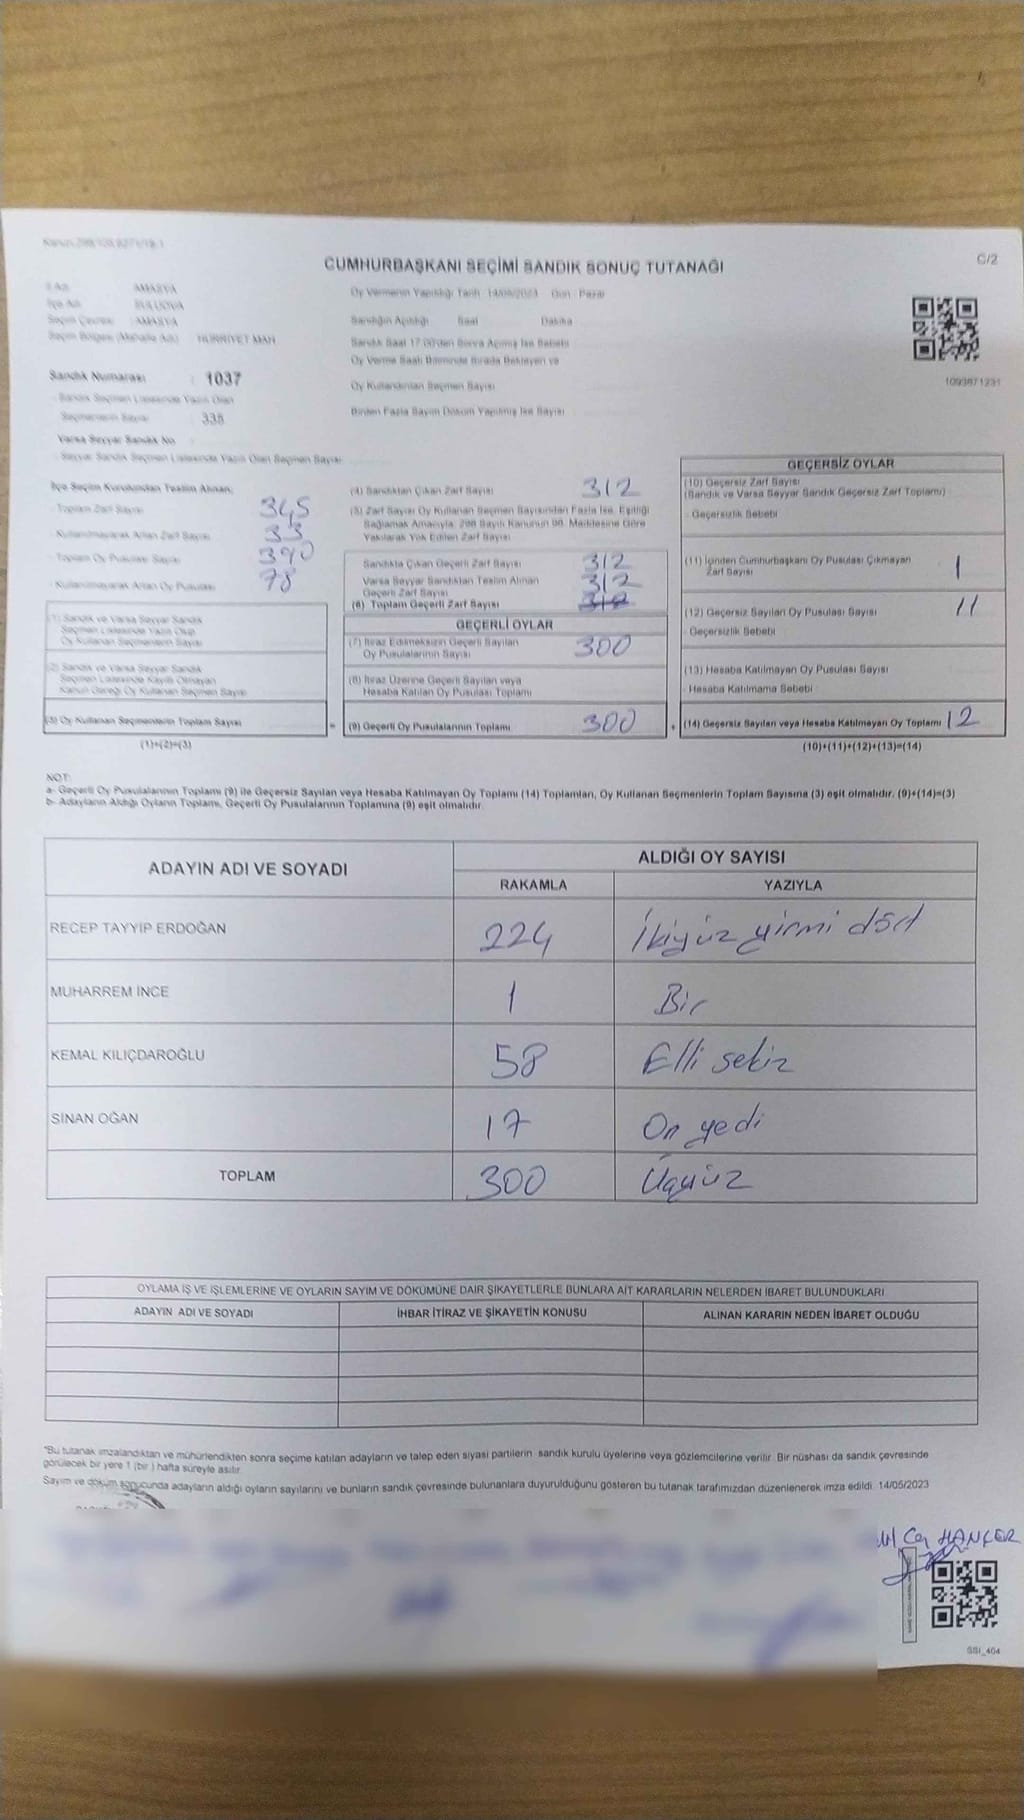 CUMHURBAŞKANI SEÇİMİ SANDIK SONUÇ TUTANAĞI
C/2
İl Adı : AMASYA
İlçe Adı : SULUOVA
Seçim Çevresi : AMASYA
Seçim Bölgesi (Mahalle Adı) : HÜRRİYET MAH
Sandık Numarası : 1037
Sandık Seçmen Listesinde Yazılı Olan
Seçmenlerin Sayısı : 335
Varsa Seyyar Sandık No
Seyyar Sandık Seçmen Listesinde Yazılı Olan Seçmen Sayısı
Oy Vermenin Yapıldığı Tarih 14/05/2023 Gün : Pazar
Sandığın Açıldığı Saat Dakika
Sandık Saat 17:00'den Sonra Açılmış İse Sebebi
Oy Verme Saati Bitiminde Sırada Bekleyen ve
Oy Kullandırılan Seçmen Sayısı
Birden Fazla Sayım Döküm Yapılmış İse Sayısı
1093871231
İlçe Seçim Kurulundan Teslim Alınan;
- Toplam Zarf Sayısı 345
- Kullanılmayarak Artan Zarf Sayısı 33
- Toplam Oy Pusulası Sayısı 390
- Kullanılmayarak Artan Oy Pusulası 78
(1) Sandık ve Varsa Seyyar Sandık
Seçmen Listesinde Yazılı Olup
Oy Kullanan Seçmenlerin Sayısı
(2) Sandık ve Varsa Seyyar Sandık
Seçmen Listesinde Kayıtlı Olmayan
Kanun Gereği Oy Kullanan Seçmen Sayısı
(3) Oy Kullanan Seçmenlerin Toplam Sayısı
(1)+(2)=(3)
(4) Sandıktan Çıkan Zarf Sayısı 312
(5) Zarf Sayısı Oy Kullanan Seçmen Sayısından Fazla İse, Eşitliği
Sağlamak Amacıyla, 298 Sayılı Kanunun 98. Maddesine Göre
Yakılarak Yok Edilen Zarf Sayısı
Sandıkta Çıkan Geçerli Zarf Sayısı 312
Varsa Seyyar Sandıktan Teslim Alınan
Geçerli Zarf Sayısı 312
(6) Toplam Geçerli Zarf Sayısı 312
GEÇERLİ OYLAR
(7) İtiraz Edilmeksizin Geçerli Sayılan
Oy Pusulalarının Sayısı 300
(8) İtiraz Üzerine Geçerli Sayılan veya
Hesaba Katılan Oy Pusulası Toplamı
= (9) Geçerli Oy Pusulalarının Toplamı 300
GEÇERSİZ OYLAR
(10) Geçersiz Zarf Sayısı
(Sandık ve Varsa Seyyar Sandık Geçersiz Zarf Toplamı)
- Geçersizlik Sebebi
(11) İçinden Cumhurbaşkanı Oy Pusulası Çıkmayan
Zarf Sayısı 1
(12) Geçersiz Sayılan Oy Pusulası Sayısı 11
- Geçersizlik Sebebi
(13) Hesaba Katılmayan Oy Pusulası Sayısı
- Hesaba Katılmama Sebebi
+ (14) Geçersiz Sayılan veya Hesaba Katılmayan Oy Toplamı 12
(10)+(11)+(12)+(13)=(14)
NOT:
a- Geçerli Oy Pusulalarının Toplamı (9) ile Geçersiz Sayılan veya Hesaba Katılmayan Oy Toplamı (14) Toplamları, Oy Kullanan Seçmenlerin Toplam Sayısına (3) eşit olmalıdır. (9)+(14)=(3)
b- Adayların Aldığı Oyların Toplamı, Geçerli Oy Pusulalarının Toplamına (9) eşit olmalıdır.
ADAYIN ADI VE SOYADI
ALDIĞI OY SAYISI
RAKAMLA YAZIYLA
RECEP TAYYİP ERDOĞAN 224 İkiyüz yirmi dört
MUHARREM İNCE 1 Bir
KEMAL KILIÇDAROĞLU 58 Elli sekiz
SİNAN OĞAN 17 On yedi
TOPLAM 300 Üçyüz
OYLAMA İŞ VE İŞLEMLERİNE VE OYLARIN SAYIM VE DÖKÜMÜNE DAİR ŞİKAYETLERLE BUNLARA AİT KARARLARIN NELERDEN İBARET BULUNDUKLARI
ADAYIN ADI VE SOYADI İHBAR İTİRAZ VE ŞİKAYETİN KONUSU ALINAN KARARIN NEDEN İBARET OLDUĞU
"Bu tutanak imzalandıktan ve mühürlendikten sonra seçime katılan adayların ve talep eden siyasi partilerin sandık kurulu üyelerine veya gözlemcilerine verilir. Bir nüshası da sandık çevresinde
görülecek bir yere 1 (bir ) hafta süreyle asılır.
Sayım ve döküm sonucunda adayların aldığı oyların sayılarını ve bunların sandık çevresinde bulunanlara duyurulduğunu gösteren bu tutanak tarafımızdan düzenlenerek imza edildi. 14/05/2023
HANÇER
SSİ_404